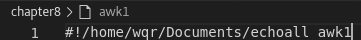 chapter8 > awk1
1 #!/home/wqr/Documents/echoall awk1